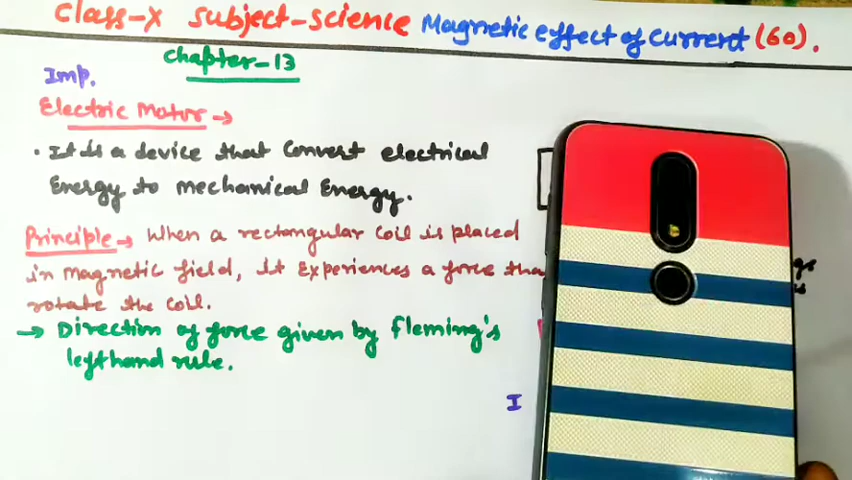 Class-X Subject-Science Magnetic effect of Current (60).
Chapter-13
Imp.
Electric Motor →
• It is a device that Convert electrical
Energy to mechanical Energy.
Principle → When a rectangular Coil is placed
in Magnetic field, It Experiences a force tha
rotate the Coil.
→ Direction of force given by Fleming's
lefthand rule.
I